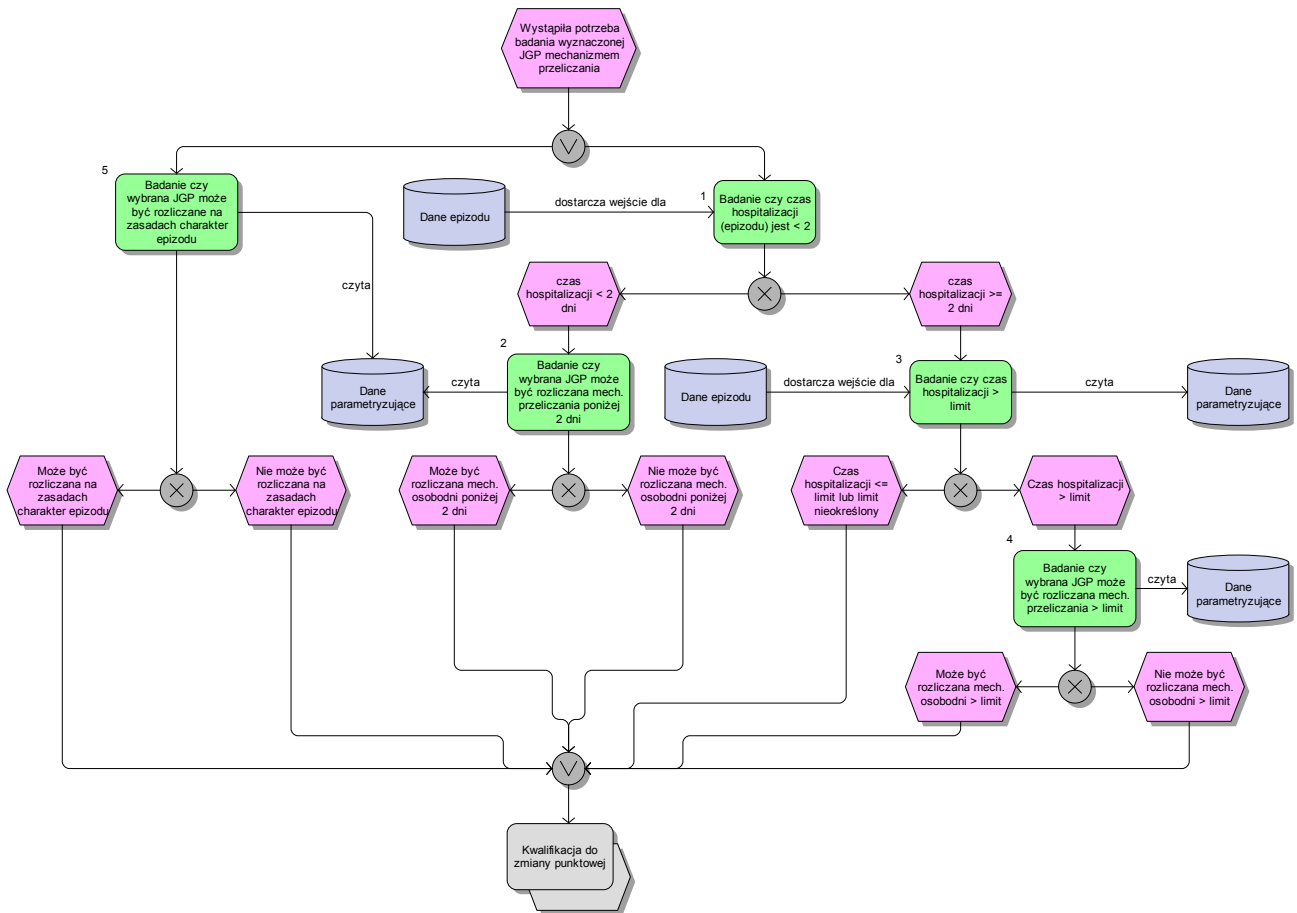 Wystąpiła potrzeba
badania wyznaczonej
JGP mechanizmem
przeliczania
5
Badanie czy
wybrana JGP może
być rozliczane na
zasadach charakter
epizodu
Dane epizodu
dostarcza wejście dla
1
Badanie czy czas
hospitalizacji
(epizodu) jest < 2
czyta
czas
hospitalizacji < 2
dni
czas
hospitalizacji >=
2 dni
2
Badanie czy
wybrana JGP może
być rozliczana mech.
przeliczania poniżej
2 dni
czyta
Dane
parametryzujące
Dane epizodu
dostarcza wejście dla
3
Badanie czy czas
hospitalizacji >
limit
czyta
Dane
parametryzujące
Może być
rozliczana na
zasadach
charakter epizodu
Nie może być
rozliczana na
zasadach
charakter epizodu
Może być
rozliczana mech.
osobodni poniżej
2 dni
Nie może być
rozliczana mech.
osobodni poniżej
2 dni
Czas
hospitalizacji <=
limit lub limit
nieokreślony
Czas hospitalizacji
> limit
4
Badanie czy
wybrana JGP może
być rozliczana mech.
przeliczania > limit
czyta
Dane
parametryzujące
Może być
rozliczana mech.
osobodni > limit
Nie może być
rozliczana mech.
osobodni > limit
Kwalifikacja do
zmiany punktowej